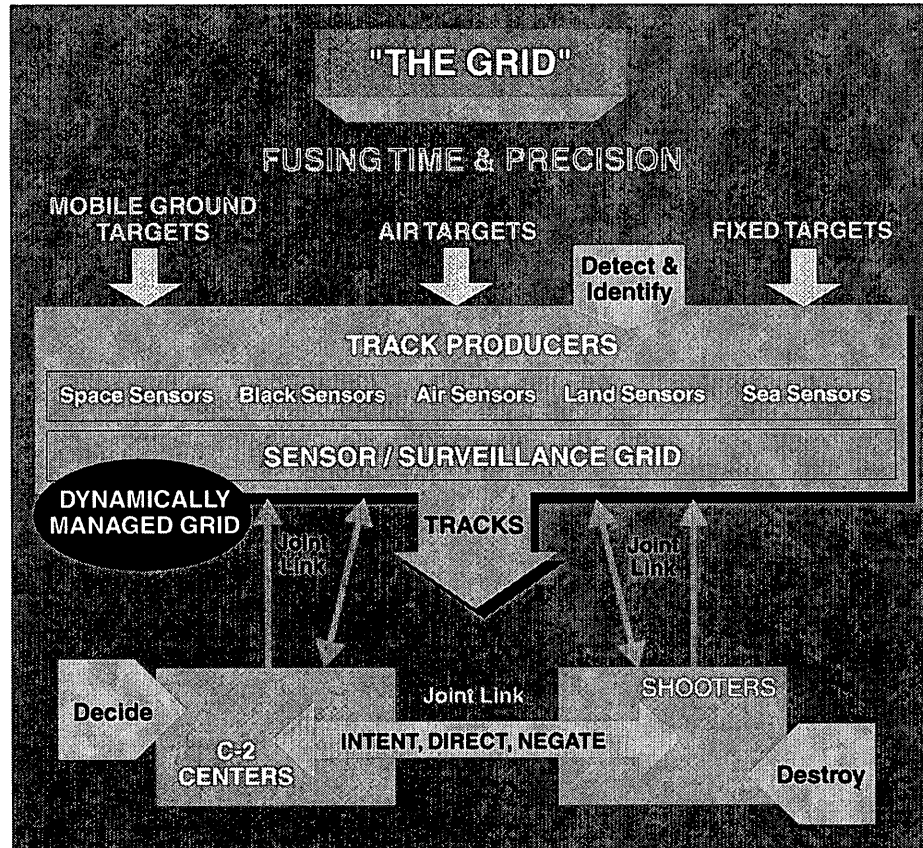 "THE GRID"
FUSING TIME & PRECISION
MOBILE GROUND
TARGETS
AIR TARGETS
FIXED TARGETS
Detect &
Identify
TRACK PRODUCERS
Space Sensors
Black Sensors
Air Sensors
Land Sensors
Sea Sensors
SENSOR / SURVEILLANCE GRID
DYNAMICALLY
MANAGED GRID
Joint
Link
TRACKS
Joint
Link
Decide
C-2
CENTERS
Joint Link
INTENT, DIRECT, NEGATE
SHOOTERS
Destroy